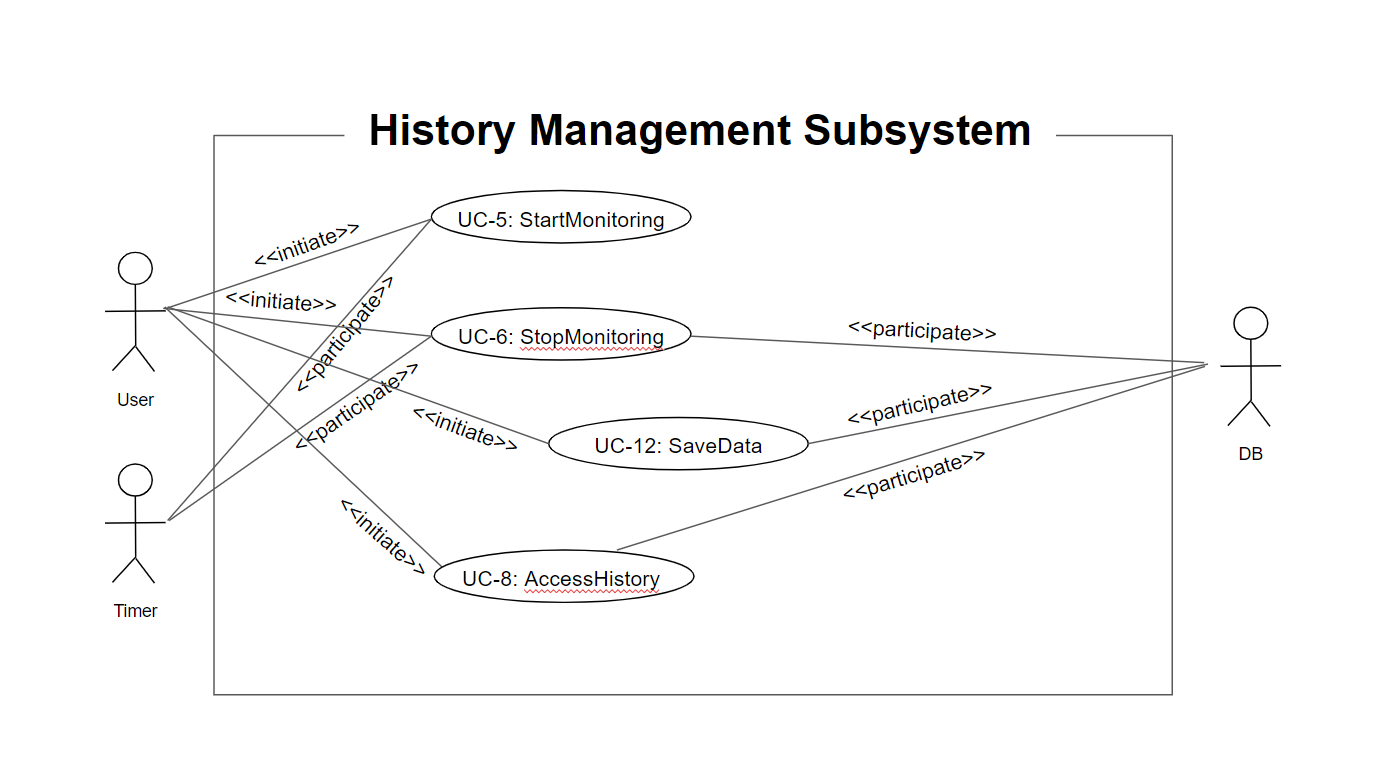 History Management Subsystem
UC-5: StartMonitoring
<<initiate>>
<<initiate>>
<<participate>>
UC-6: StopMonitoring
<<participate>>
<<participate>>
<<initiate>>
<<participate>>
User
UC-12: SaveData
DB
<<participate>>
<<initiate>>
UC-8: AccessHistory
Timer